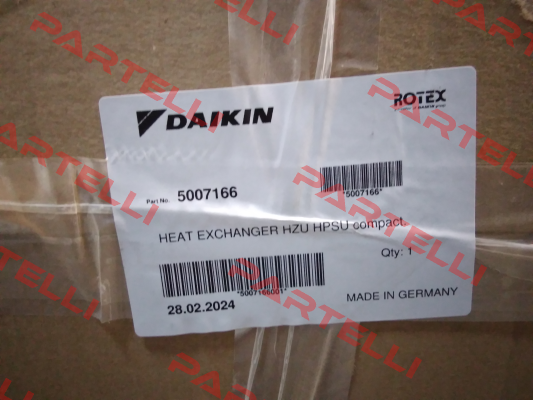 DAIKIN
ROTEX
Part No. 5007166
*5007166*
HEAT EXCHANGER HZU HPSU compact
Qty: 1
*5007166001*
28.02.2024
MADE IN GERMANY
PARTELLI
PARTELLI
PARTELLI
PARTELLI
PARTELLI